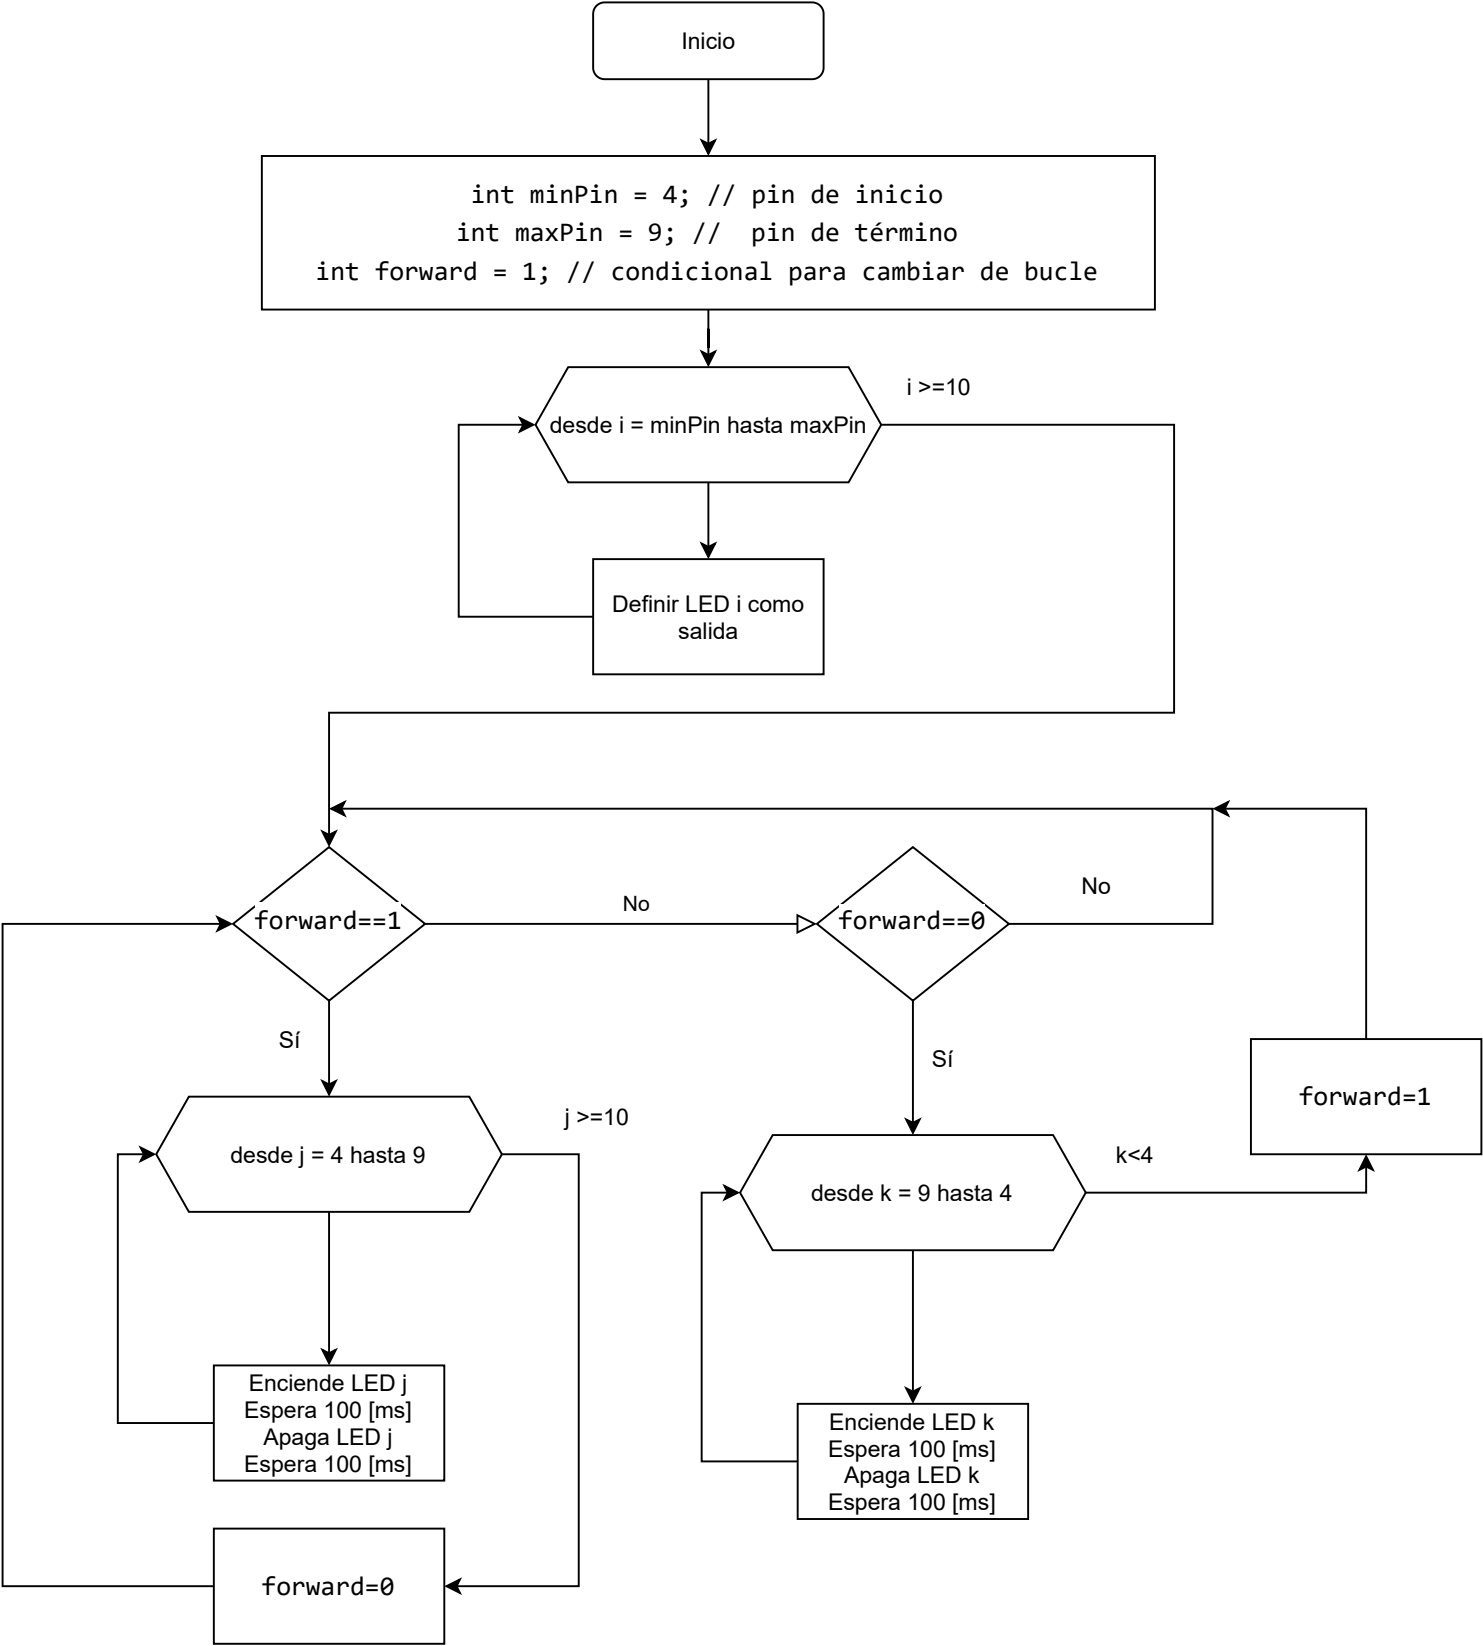 Inicio
int minPin = 4; // pin de inicio
int maxPin = 9; //  pin de término
int forward = 1; // condicional para cambiar de bucle
i >=10
desde i = minPin hasta maxPin
Definir LED i como
salida
forward==1
No
forward==0
No
Sí
Sí
forward=1
j >=10
desde j = 4 hasta 9
k<4
desde k = 9 hasta 4
Enciende LED j
Espera 100 [ms]
Apaga LED j
Espera 100 [ms]
Enciende LED k
Espera 100 [ms]
Apaga LED k
Espera 100 [ms]
forward=0